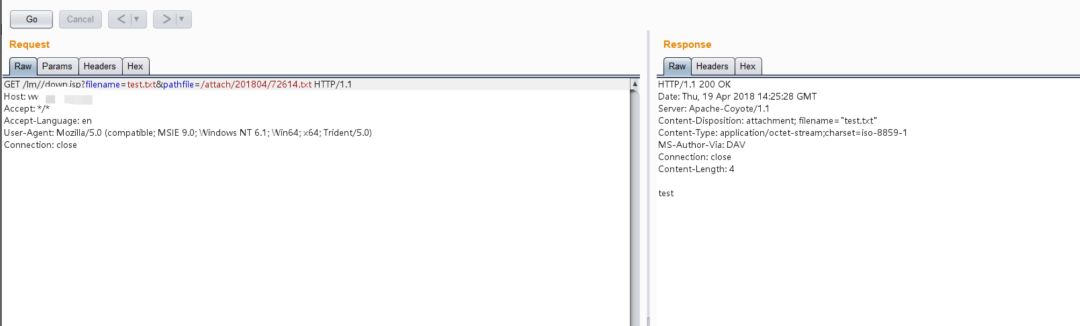 Go Cancel < >
Request
Raw Params Headers Hex
GET /lm//down.jsp?filename=test.txt&pathfile=/attach/201804/72614.txt HTTP/1.1
Host:
Accept: */*
Accept-Language: en
User-Agent: Mozilla/5.0 (compatible; MSIE 9.0; Windows NT 6.1; Win64; x64; Trident/5.0)
Connection: close
Response
Raw Headers Hex
HTTP/1.1 200 OK
Date: Thu, 19 Apr 2018 14:25:28 GMT
Server: Apache-Coyote/1.1
Content-Disposition: attachment; filename="test.txt"
Content-Type: application/octet-stream;charset=iso-8859-1
MS-Author-Via: DAV
Connection: close
Content-Length: 4
test